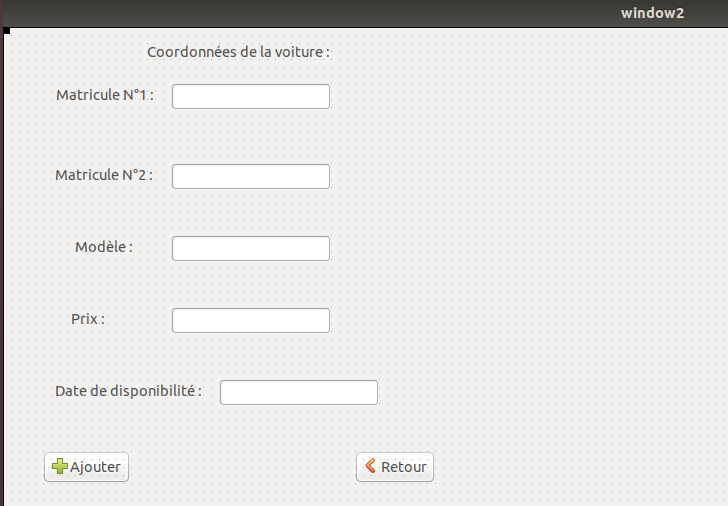 window2
Coordonnées de la voiture :
Matricule N°1 :
Matricule N°2 :
Modèle :
Prix :
Date de disponibilité :
Ajouter
Retour